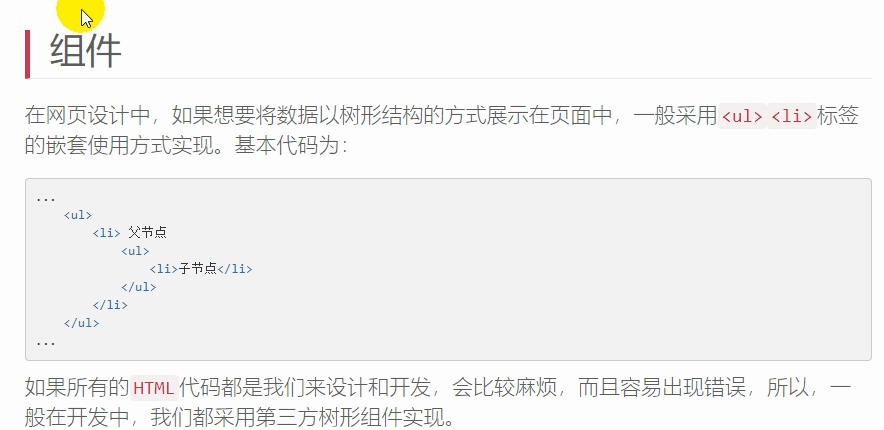 组件
在网页设计中，如果想要将数据以树形结构的方式展示在页面中，一般采用<ul><li>标签
的嵌套使用方式实现。基本代码为：
...
<ul>
<li> 父节点
<ul>
<li>子节点</li>
</ul>
</li>
</ul>
...
如果所有的HTML代码都是我们来设计和开发，会比较麻烦，而且容易出现错误，所以，一
般在开发中，我们都采用第三方树形组件实现。